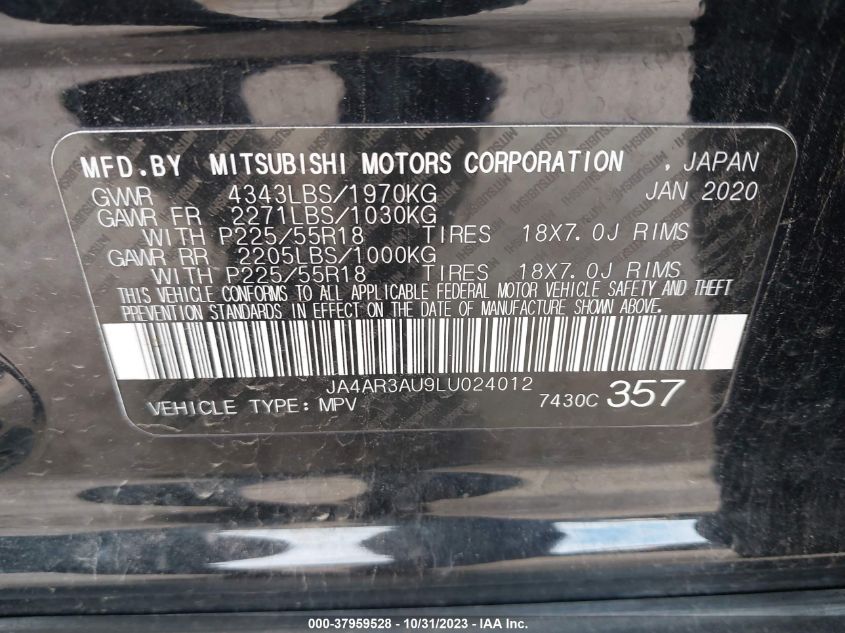 MFD.BY MITSUBISHI MOTORS CORPORATION , JAPAN
GVWR 4343LBS/1970KG JAN 2020
GAWR FR 2271LBS/1030KG
WITH P225/55R18 TIRES 18X7.0J RIMS
GAWR RR 2205LBS/1000KG
WITH P225/55R18 TIRES 18X7.0J RIMS
THIS VEHICLE CONFORMS TO ALL APPLICABLE FEDERAL MOTOR VEHICLE SAFETY AND THEFT
PREVENTION STANDARDS IN EFFECT ON THE DATE OF MANUFACTURE SHOWN ABOVE.
JA4AR3AU9LU024012
VEHICLE TYPE: MPV 7430C 357
000-37959528 - 10/31/2023 - © IAA Inc.